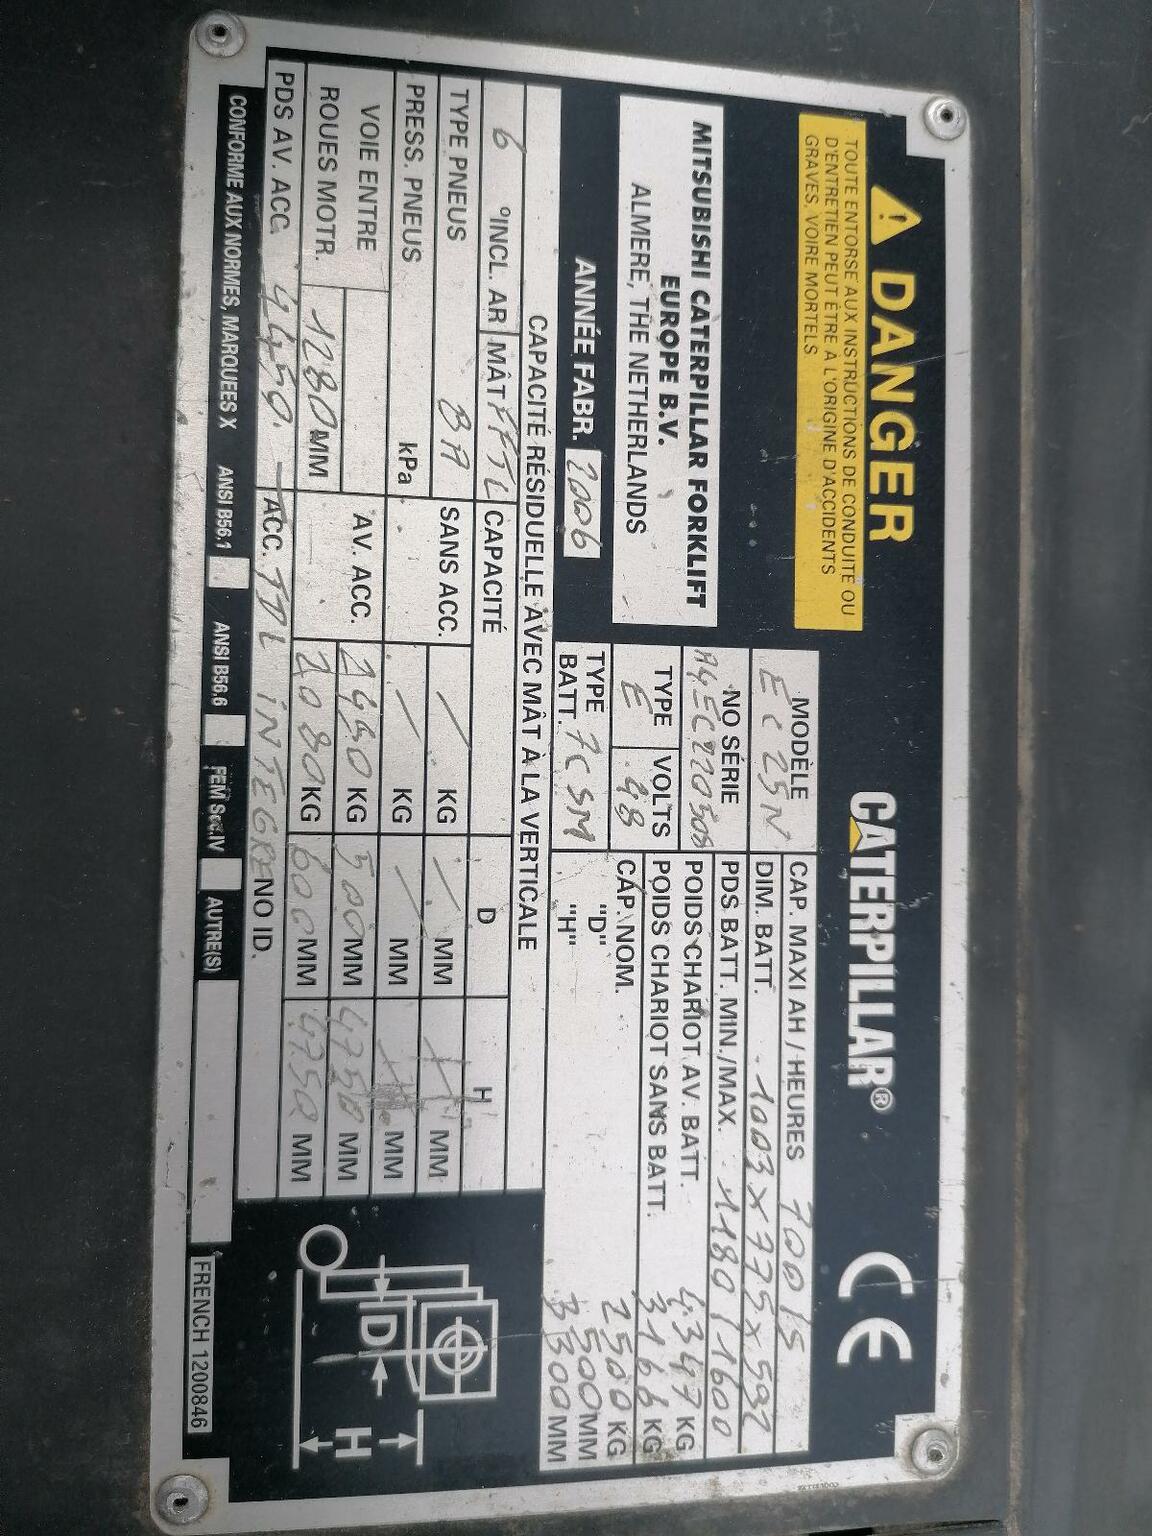 DANGER
TOUTE ENTORSE AUX INSTRUCTIONS DE CONDUITE OU
D'ENTRETIEN PEUT ÊTRE À L'ORIGINE D'ACCIDENTS
GRAVES, VOIRE MORTELS
CATERPILLAR®
CE
MITSUBISHI CATERPILLAR FORKLIFT
EUROPE B.V.
ALMERE, THE NETHERLANDS
ANNÉE FABR. 2006
MODÈLE
EC25N
NO SÉRIE
TYPE VOLTS
E 48
TYPE
BATT. 7CSM
CAP. MAXI AH / HEURES 700/5
DIM. BATT. 1003 x 775 x 592
PDS BATT. MIN./MAX. 1180/1600
POIDS CHARIOT AV. BATT. 4347 KG
POIDS CHARIOT SANS BATT. 3166 KG
CAP. NOM. 2500 KG
"D" 500 MM
"H" 3300 MM
CAPACITÉ RÉSIDUELLE AVEC MÂT À LA VERTICALE
6 °INCL. AR MÂT CAPACITÉ D H
TYPE PNEUS BA SANS ACC. / KG / MM MM
PRESS. PNEUS kPa / KG / MM MM
VOIE ENTRE AV. ACC. KG 500 MM 4750 MM
ROUES MOTR. 1280 MM 2080 KG 600 MM 4750 MM
PDS AV. ACC. 4450. ACC. TDL INTEGRE NO ID.
CONFORME AUX NORMES, MARQUEES X ANSI B56.1 ANSI B56.6 FEM Sec.IV AUTRE(S)
D
H
FRENCH 1200846